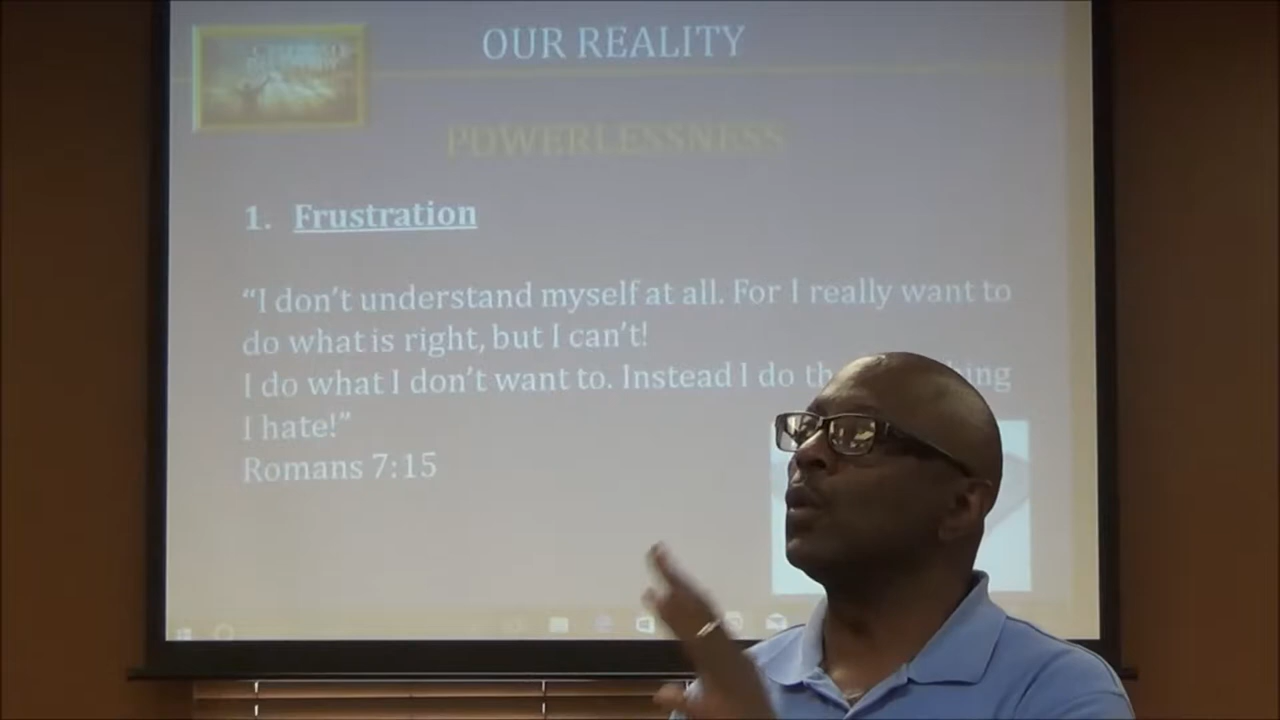 OUR REALITY
POWERLESSNESS
1. Frustration
“I don’t understand myself at all. For I really want to
do what is right, but I can’t!
I do what I don’t want to. Instead I do
I hate!”
Romans 7:15